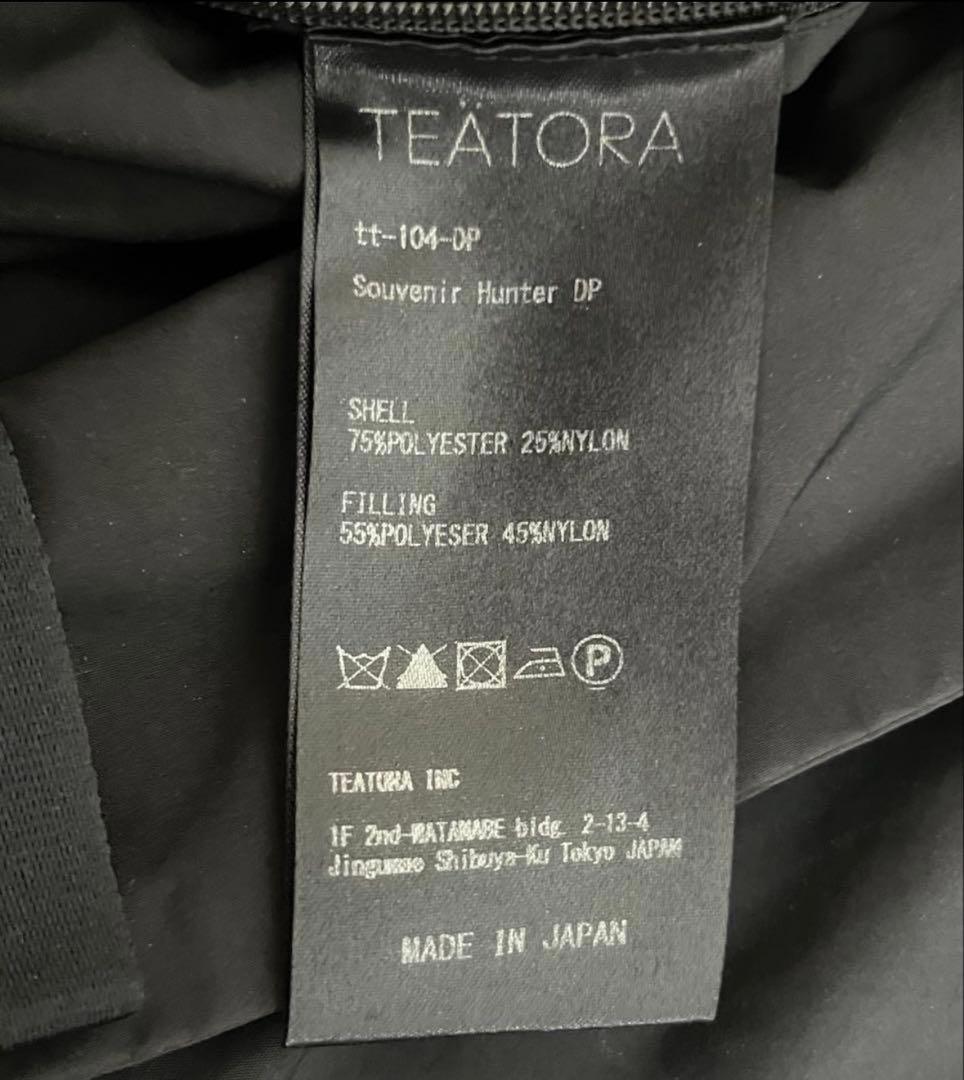 TEÄTORA
tt-104-DP
Souvenir Hunter DP
SHELL
75%POLYESTER 25%NYLON
FILLING
55%POLYESER 45%NYLON
P
TEATORA INC
1F 2nd-WATANABE bldg. 2-13-4
Jingumae Shibuya-Ku Tokyo JAPAN
MADE IN JAPAN